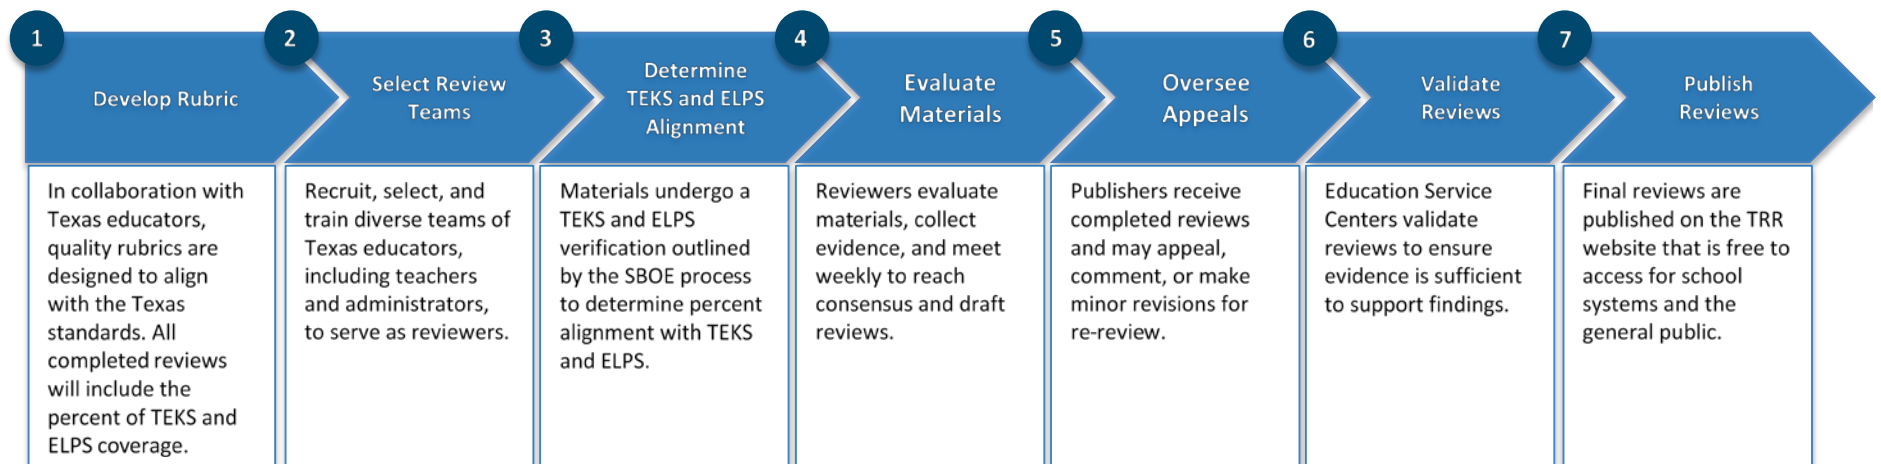 1
Develop Rubric
In collaboration with
Texas educators,
quality rubrics are
designed to align
with the Texas
standards. All
completed reviews
will include the
percent of TEKS and
ELPS coverage.
2
Select Review
Teams
Recruit, select, and
train diverse teams of
Texas educators,
including teachers
and administrators,
to serve as reviewers.
3
Determine
TEKS and ELPS
Alignment
Materials undergo a
TEKS and ELPS
verification outlined
by the SBOE process
to determine percent
alignment with TEKS
and ELPS.
4
Evaluate
Materials
Reviewers evaluate
materials, collect
evidence, and meet
weekly to reach
consensus and draft
reviews.
5
Oversee
Appeals
Publishers receive
completed reviews
and may appeal,
comment, or make
minor revisions for
re-review.
6
Validate
Reviews
Education Service
Centers validate
reviews to ensure
evidence is sufficient
to support findings.
7
Publish
Reviews
Final reviews are
published on the TRR
website that is free to
access for school
systems and the
general public.